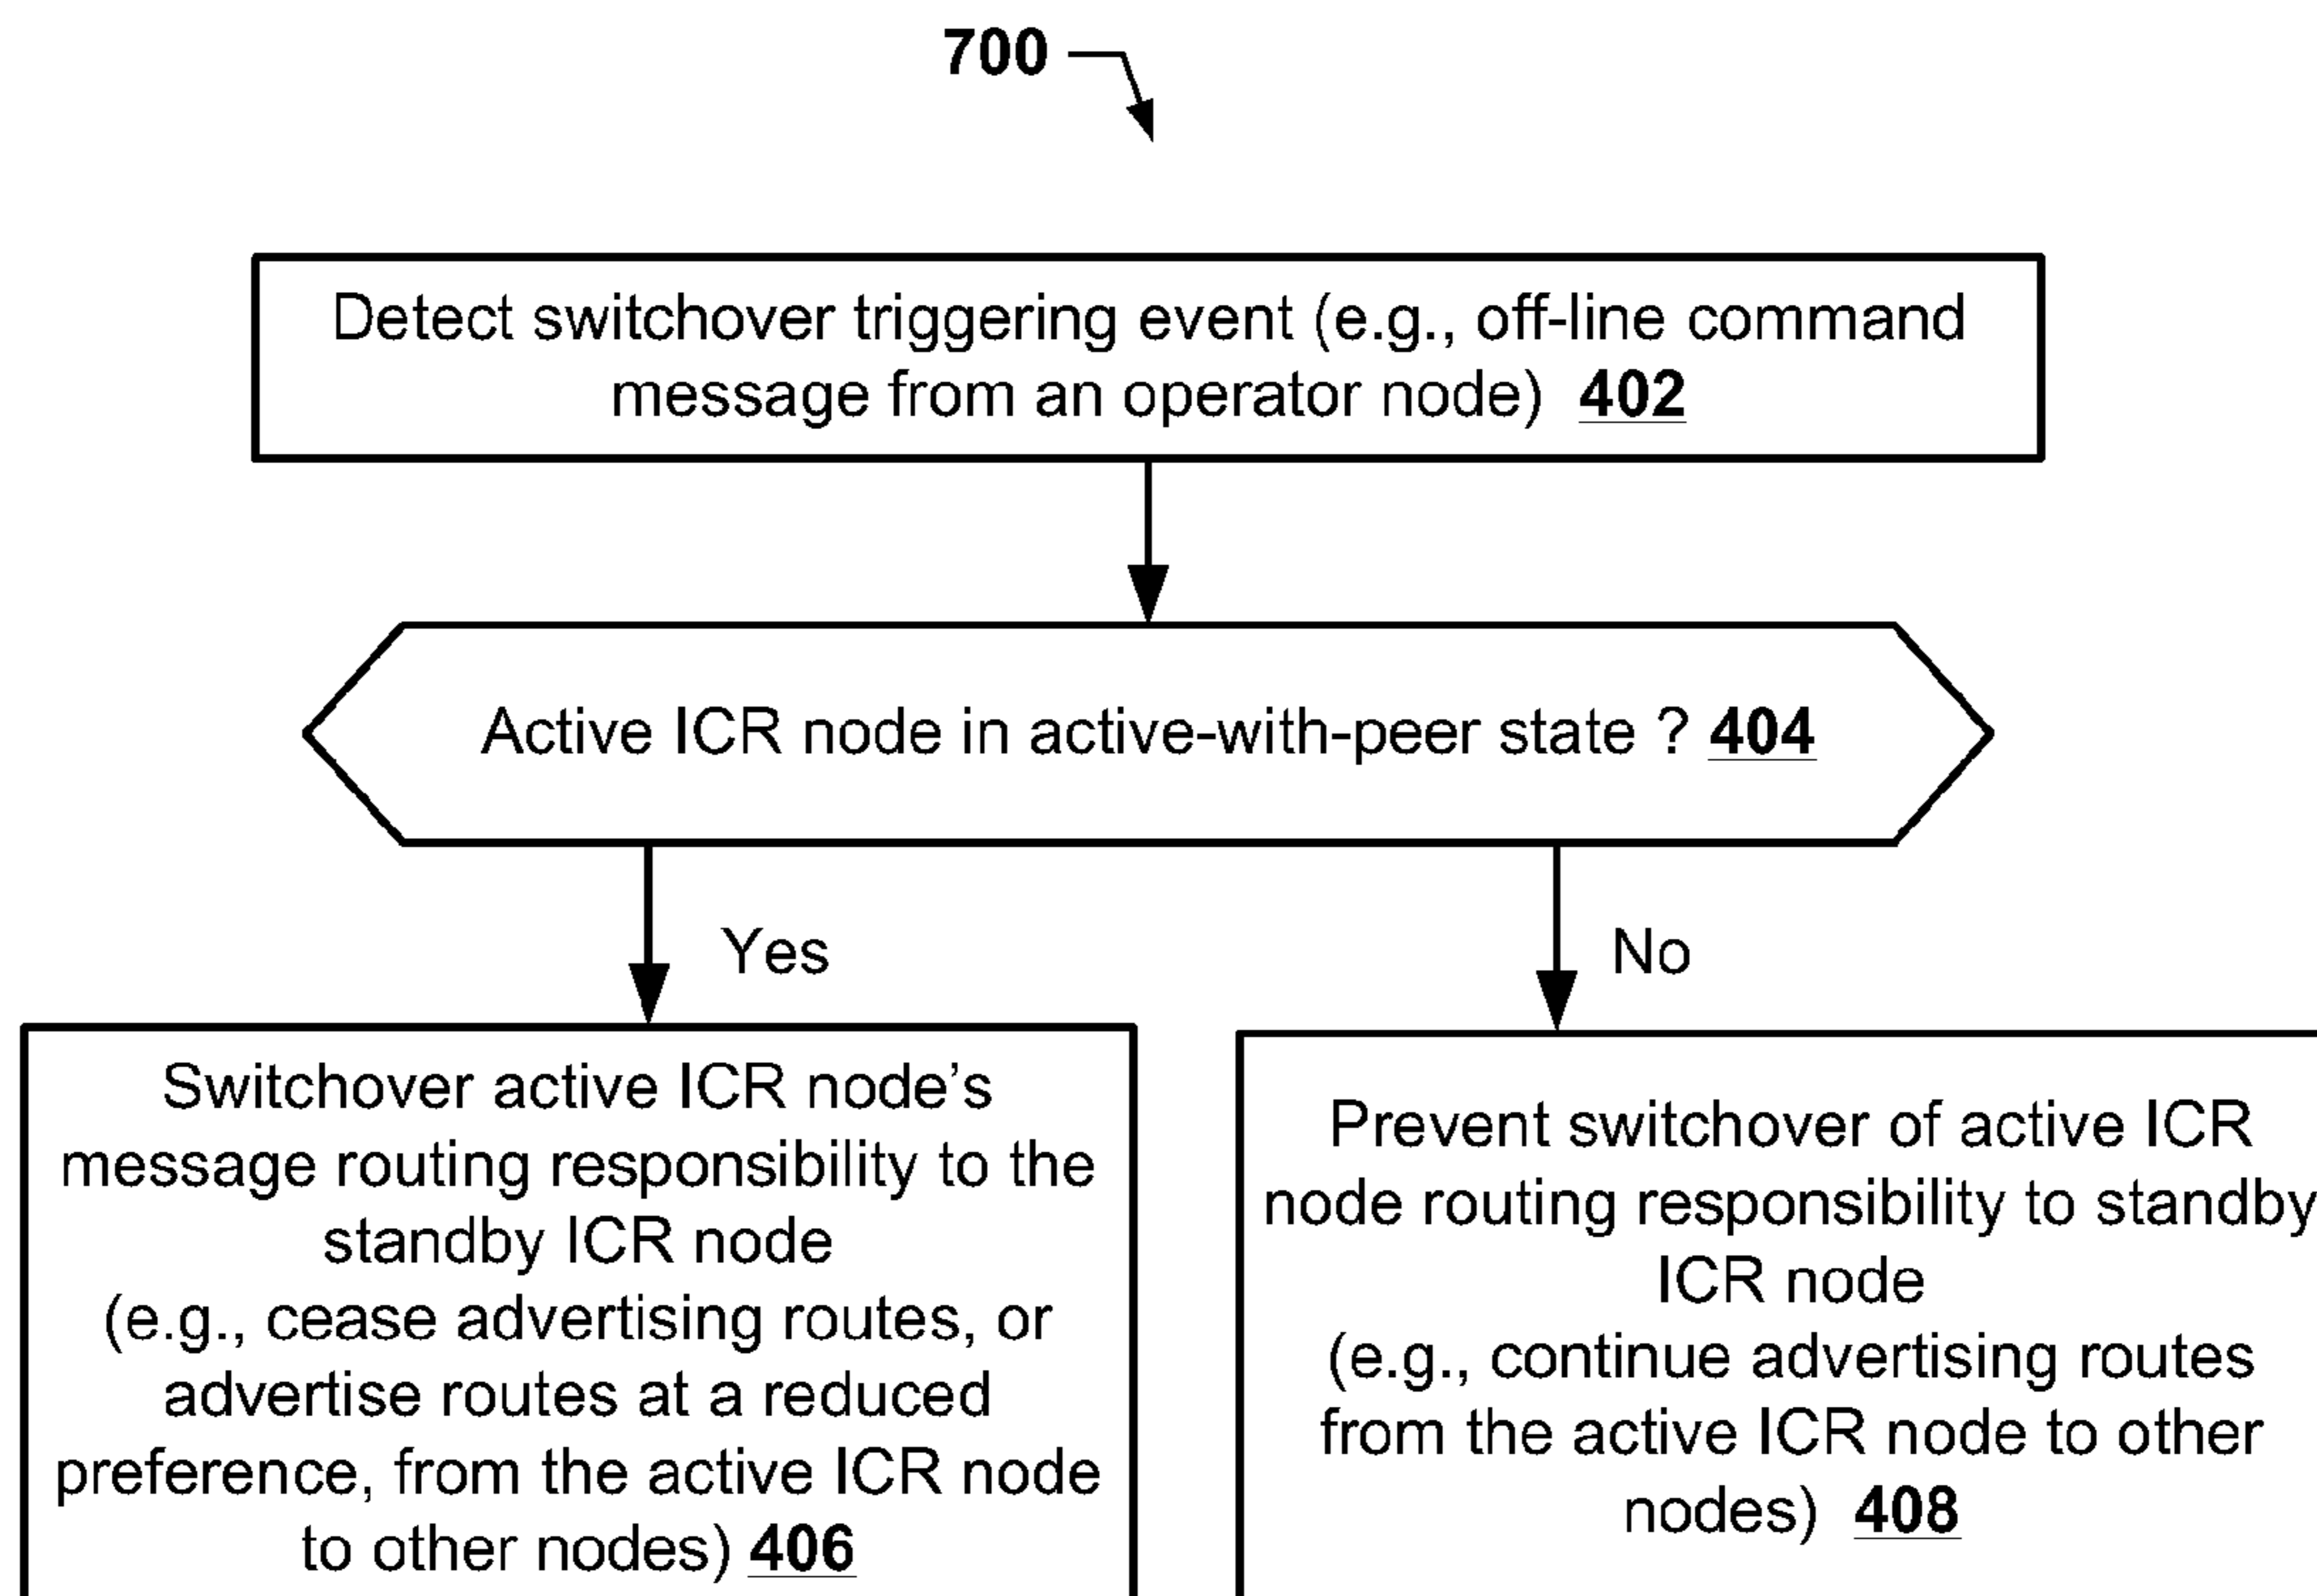 700
Detect switchover triggering event (e.g., off-line command
message from an operator node) 402
Active ICR node in active-with-peer state ? 404
Yes
No
Switchover active ICR node’s
message routing responsibility to the
standby ICR node
(e.g., cease advertising routes, or
advertise routes at a reduced
preference, from the active ICR node
to other nodes) 406
Prevent switchover of active ICR
node routing responsibility to standby
ICR node
(e.g., continue advertising routes
from the active ICR node to other
nodes) 408